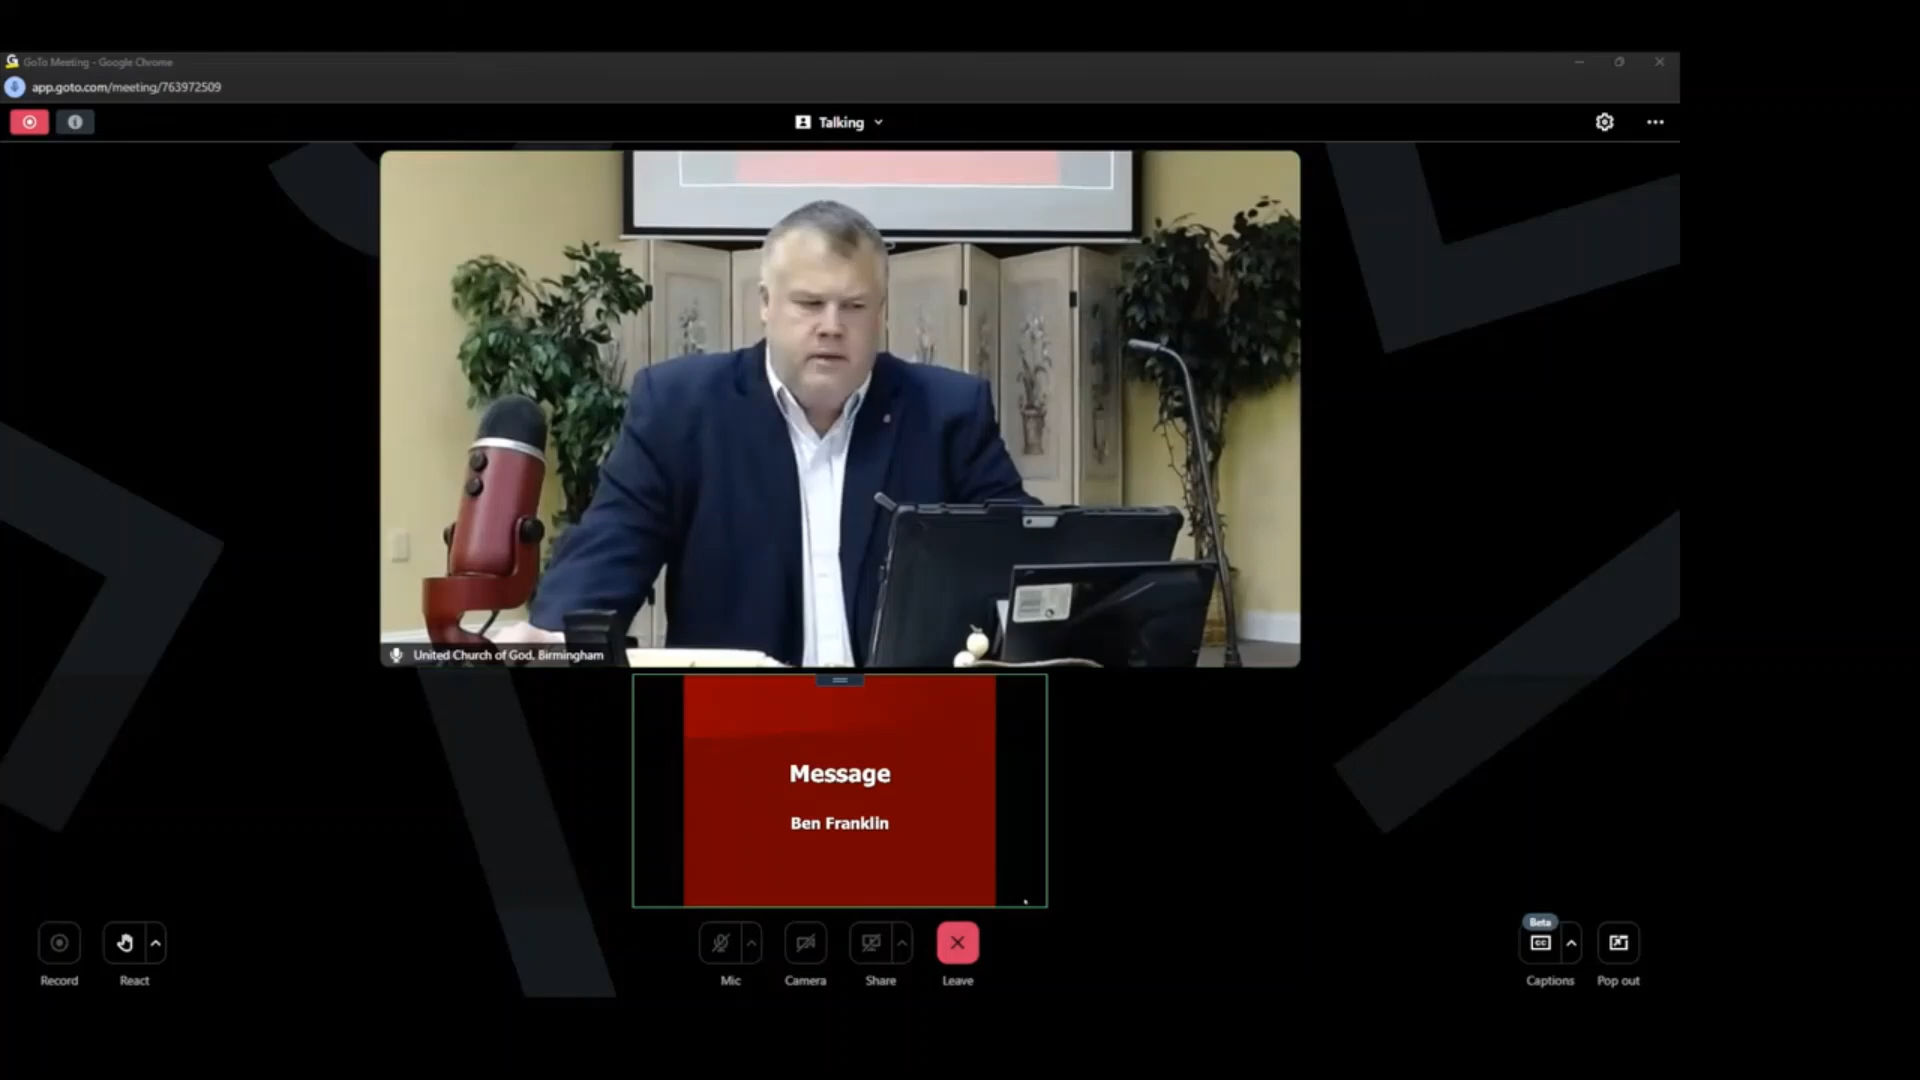 GoTo Meeting - Google Chrome
app.goto.com/meeting/763972509
Talking
United Church of God, Birmingham
Message
Ben Franklin
Record
React
Mic
Camera
Share
Leave
Beta
CC
Captions
Pop out